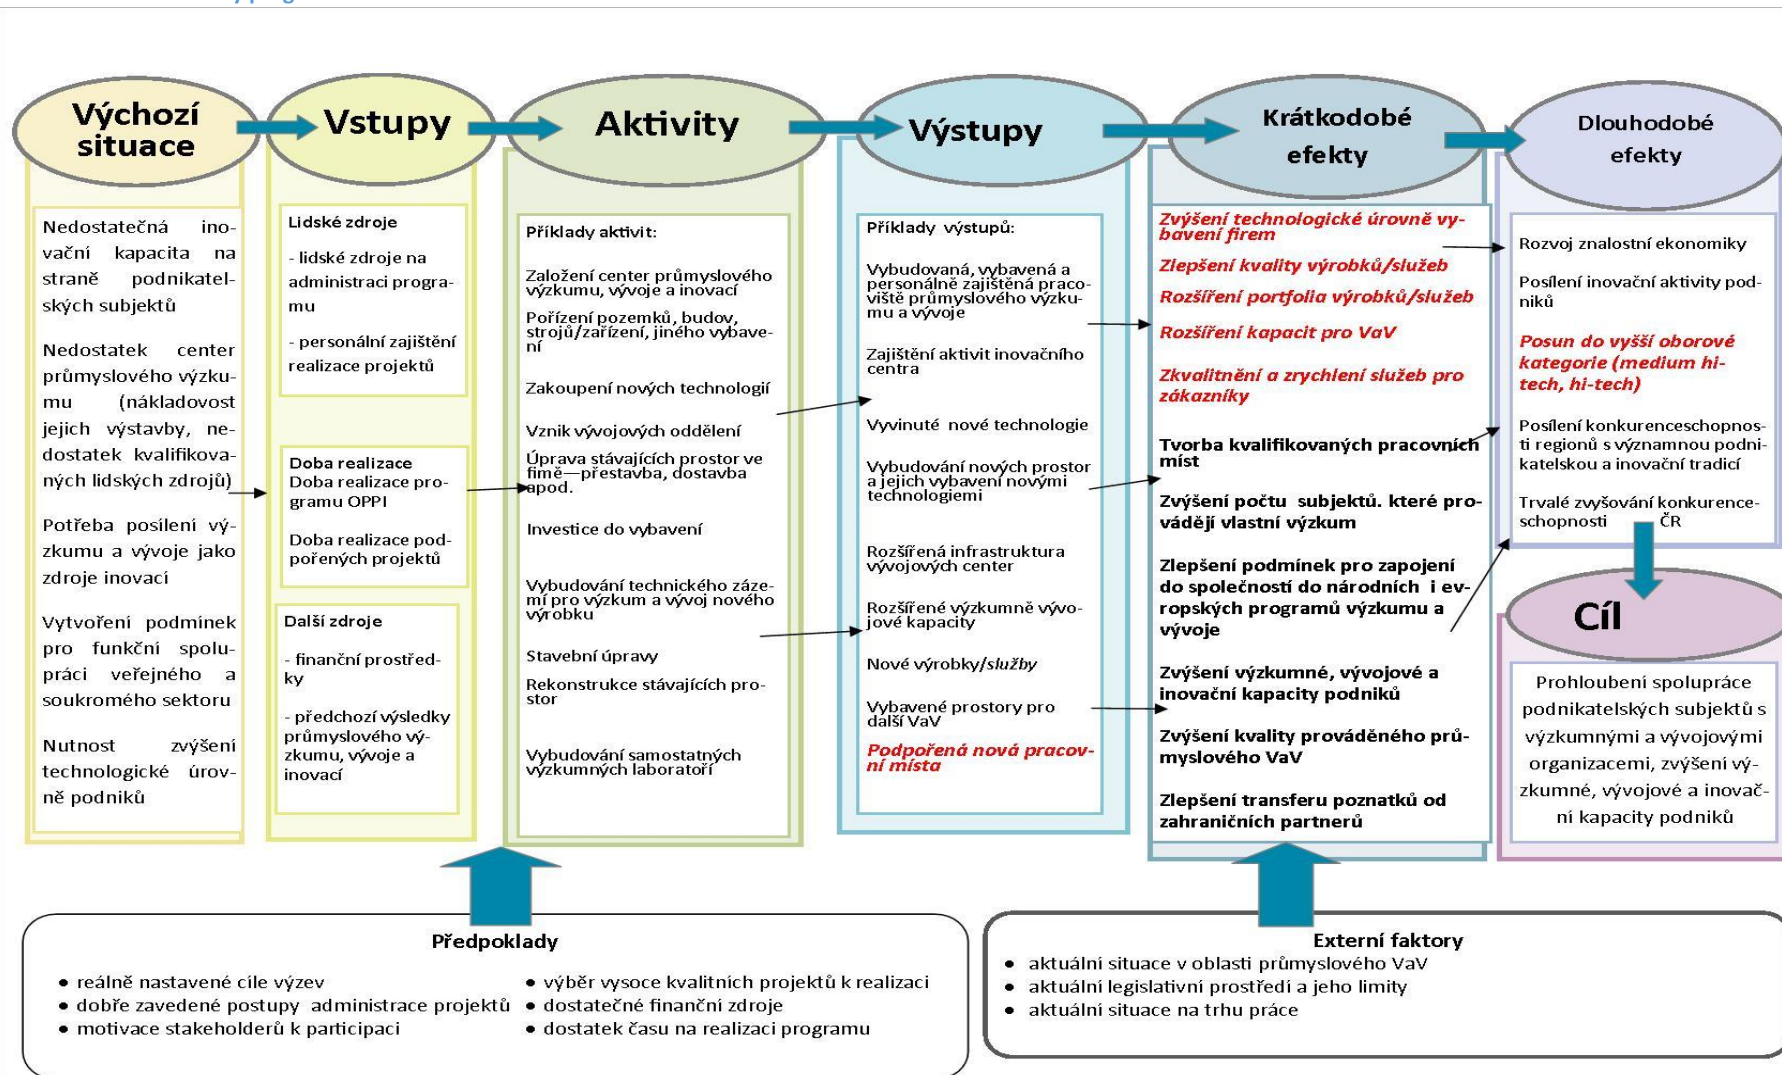 Výchozí
situace
Nedostatečná ino-
vační kapacita na
straně podnikatel-
ských subjektů
Nedostatek center
průmyslového výzku-
mu (nákladovost
jejich výstavby, ne-
dostatek kvalifikova-
ných lidských zdrojů)
Potřeba posílení vý-
zkumu a vývoje jako
zdroje inovací
Vytvoření podmínek
pro funkční spolu-
práci veřejného a
soukromého sektoru
Nutnost zvýšení
technologické úrov-
ně podniků
Vstupy
Lidské zdroje
- lidské zdroje na
administraci progra-
mu
- personální zajištění
realizace projektů
Doba realizace
Doba realizace pro-
gramu OPPI
Doba realizace pod-
pořených projektů
Další zdroje
- finanční prostřed-
ky
- předchozí výsledky
průmyslového vý-
zkumu, vývoje a
inovací
Aktivity
Příklady aktivit:
Založení center průmyslového
výzkumu, vývoje a inovací
Pořízení pozemků, budov,
strojů/zařízení, jiného vybave-
ní
Zakoupení nových technologií
Vznik vývojových oddělení
Úprava stávajících prostor ve
fimě—přestavba, dostavba
apod.
Investice do vybavení
Vybudování technického záze-
mí pro výzkum a vývoj nového
výrobku
Stavební úpravy
Rekonstrukce stávajících pro-
stor
Vybudování samostatných
výzkumných laboratoří
Výstupy
Příklady výstupů:
Vybudovaná, vybavená a
personálně zajištěná praco-
viště průmyslového výzku-
mu a vývoje
Zajištění aktivit inovačního
centra
Vyvinuté nové technologie
Vybudování nových prostor
a jejich vybavení novými
technologiemi
Rozšířená infrastruktura
vývojových center
Rozšířené výzkumně vývo-
jové kapacity
Nové výrobky/služby
Vybavené prostory pro
další VaV
Podpořená nová pracov-
ní místa
Krátkodobé
efekty
Zvýšení technologické úrovně vy-
bavení firem
Zlepšení kvality výrobků/služeb
Rozšíření portfolia výrobků/služeb
Rozšíření kapacit pro VaV
Zkvalitnění a zrychlení služeb pro
zákazníky
Tvorba kvalifikovaných pracovních
míst
Zvýšení počtu subjektů. které pro-
vádějí vlastní výzkum
Zlepšení podmínek pro zapojení
do společností do národních i ev-
ropských programů výzkumu a
vývoje
Zvýšení výzkumné, vývojové a
inovační kapacity podniků
Zvýšení kvality prováděného prů-
myslového VaV
Zlepšení transferu poznatků od
zahraničních partnerů
Dlouhodobé
efekty
Rozvoj znalostní ekonomiky
Posílení inovační aktivity pod-
niků
Posun do vyšší oborové
kategorie (medium hi-
tech, hi-tech)
Posílení konkurenceschopnos-
ti regionů s významnou podni-
katelskou a inovační tradicí
Trvalé zvyšování konkurence-
schopnosti ČR
Cíl
Prohloubení spolupráce
podnikatelských subjektů s
výzkumnými a vývojovými
organizacemi, zvýšení vý-
zkumné, vývojové a inovač-
ní kapacity podniků
Předpoklady
● reálně nastavené cíle výzev
● dobře zavedené postupy administrace projektů
● motivace stakeholderů k participaci
● výběr vysoce kvalitních projektů k realizaci
● dostatečné finanční zdroje
● dostatek času na realizaci programu
Externí faktory
● aktuální situace v oblasti průmyslového VaV
● aktuální legislativní prostředí a jeho limity
● aktuální situace na trhu práce